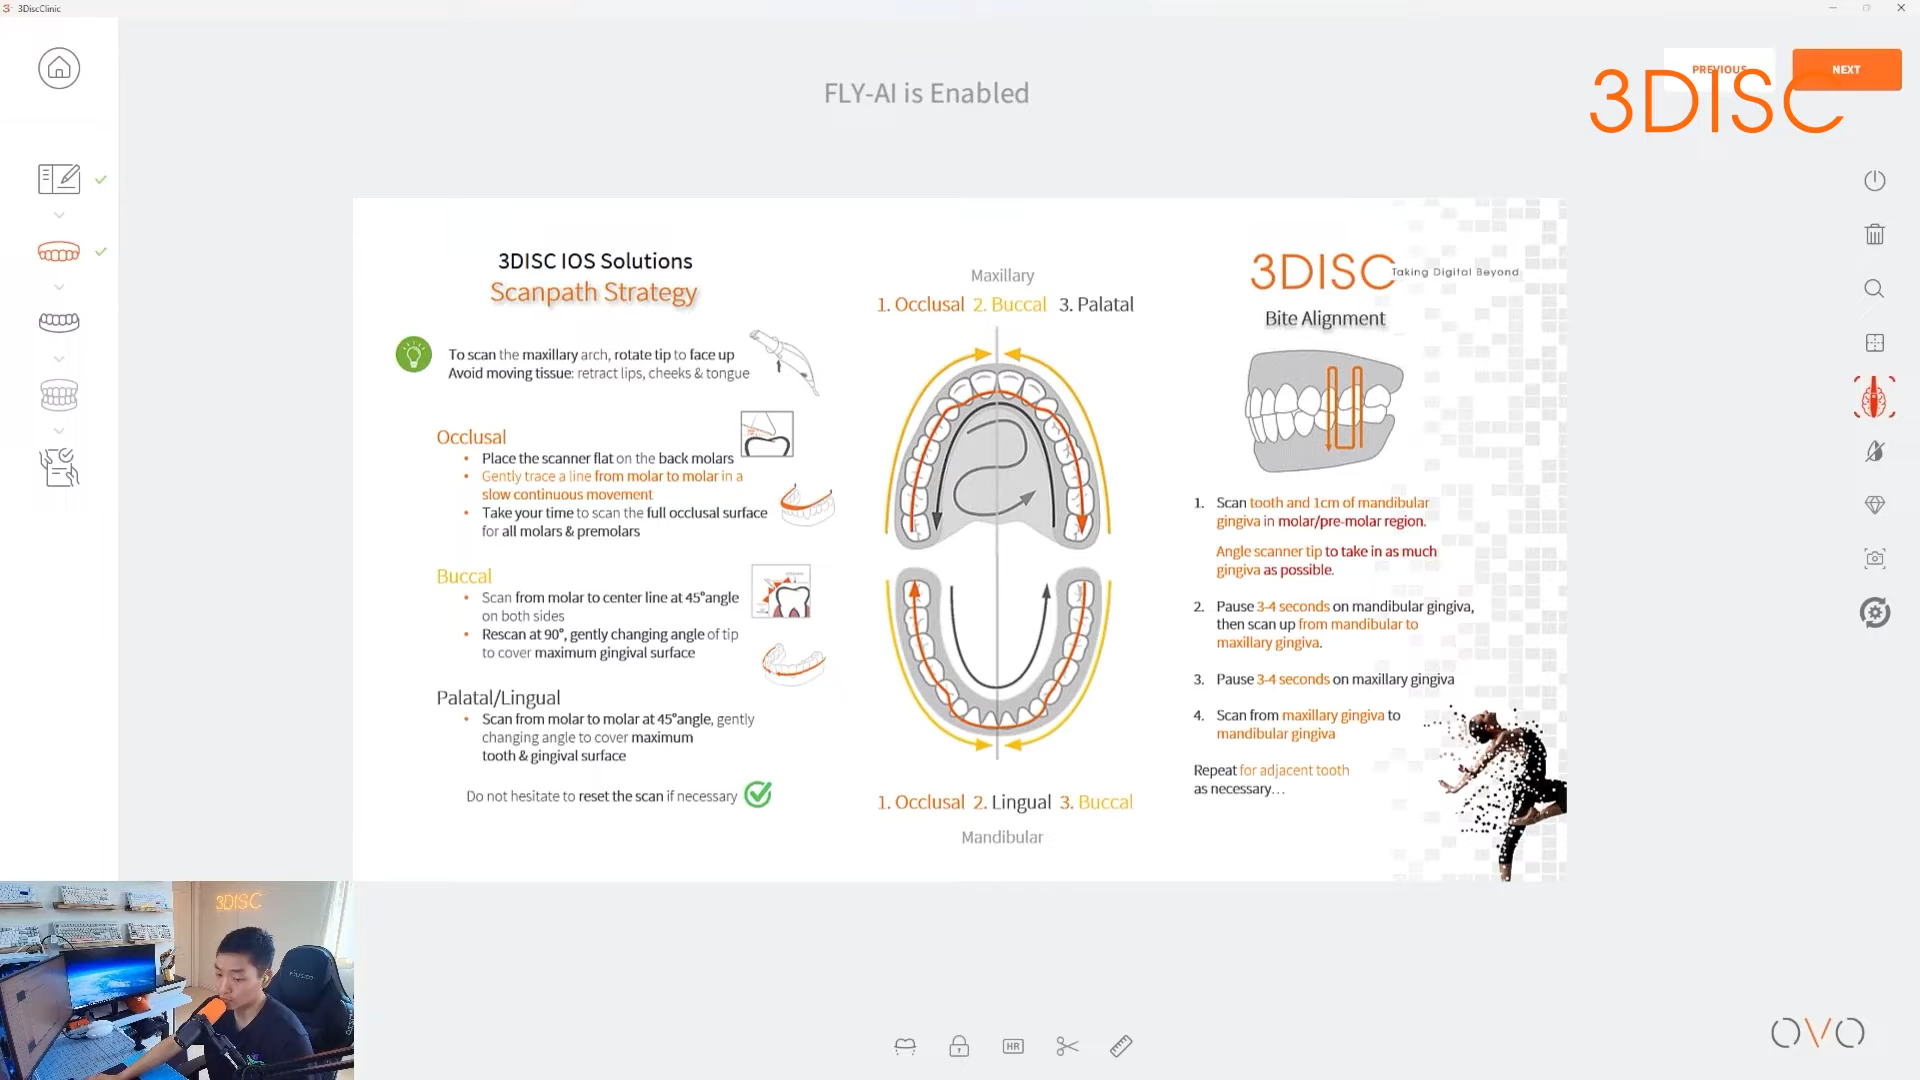 3DiscClinic
FLY-AI is Enabled
PREVIOUS
NEXT
3DISC
3DISC IOS Solutions
Scanpath Strategy
To scan the maxillary arch, rotate tip to face up
Avoid moving tissue: retract lips, cheeks & tongue
Occlusal
• Place the scanner flat on the back molars
• Gently trace a line from molar to molar in a
slow continuous movement
• Take your time to scan the full occlusal surface
for all molars & premolars
Buccal
• Scan from molar to center line at 45°angle
on both sides
• Rescan at 90°, gently changing angle of tip
to cover maximum gingival surface
Palatal/Lingual
• Scan from molar to molar at 45°angle, gently
changing angle to cover maximum
tooth & gingival surface
Do not hesitate to reset the scan if necessary
Maxillary
1. Occlusal 2. Buccal 3. Palatal
1. Occlusal 2. Lingual 3. Buccal
Mandibular
3DISC Taking Digital Beyond
Bite Alignment
1. Scan tooth and 1cm of mandibular
gingiva in molar/pre-molar region.
Angle scanner tip to take in as much
gingiva as possible.
2. Pause 3-4 seconds on mandibular gingiva,
then scan up from mandibular to
maxillary gingiva.
3. Pause 3-4 seconds on maxillary gingiva
4. Scan from maxillary gingiva to
mandibular gingiva
Repeat for adjacent tooth
as necessary...
3DISC
HR
OVO